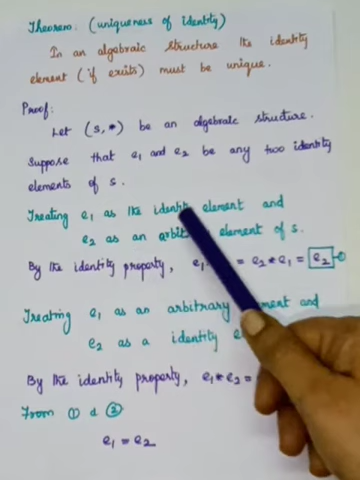 Theorem: (uniqueness of identity)
In an algebraic structure the identity
element (if exits) must be unique.
Proof:
Let (S, *) be an algebraic structure.
Suppose that e₁ and e₂ be any two identity
elements of S.
Treating e₁ as the identity element and
e₂ as an element of S.
By the identity property, e₁ = e₂ * e₁ = e₂ ①
Treating e₁ as an arbitrary and
e₂ as a identity
By the identity property, e₁ * e₂ =
From ① & ②
e₁ = e₂